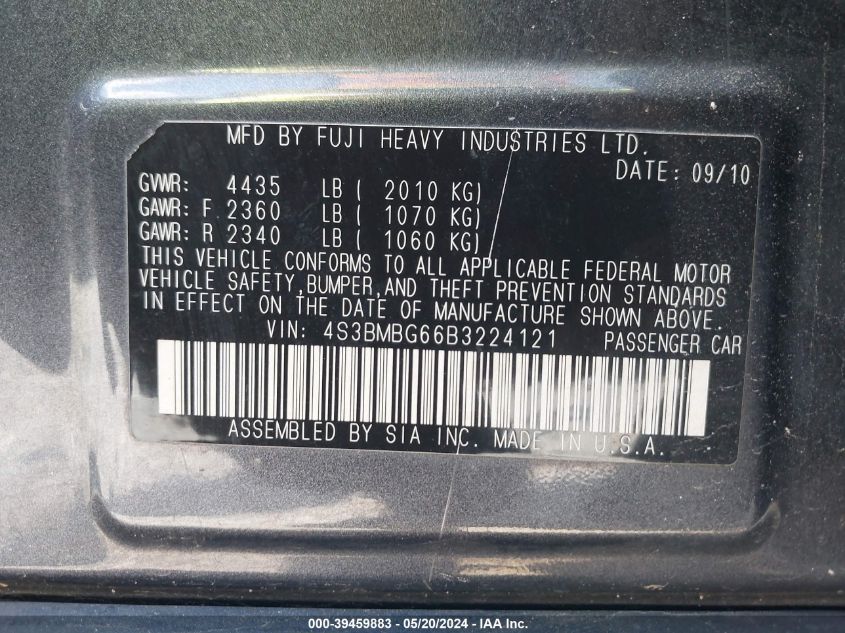 MFD BY FUJI HEAVY INDUSTRIES LTD.
DATE: 09/10
GVWR: 4435 LB ( 2010 KG)
GAWR: F 2360 LB ( 1070 KG)
GAWR: R 2340 LB ( 1060 KG)
THIS VEHICLE CONFORMS TO ALL APPLICABLE FEDERAL MOTOR
VEHICLE SAFETY,BUMPER,AND THEFT PREVENTION STANDARDS
IN EFFECT ON THE DATE OF MANUFACTURE SHOWN ABOVE.
VIN: 4S3BMBG66B3224121 PASSENGER CAR
ASSEMBLED BY SIA INC. MADE IN U.S.A.
000-39459883 - 05/20/2024 - IAA Inc.